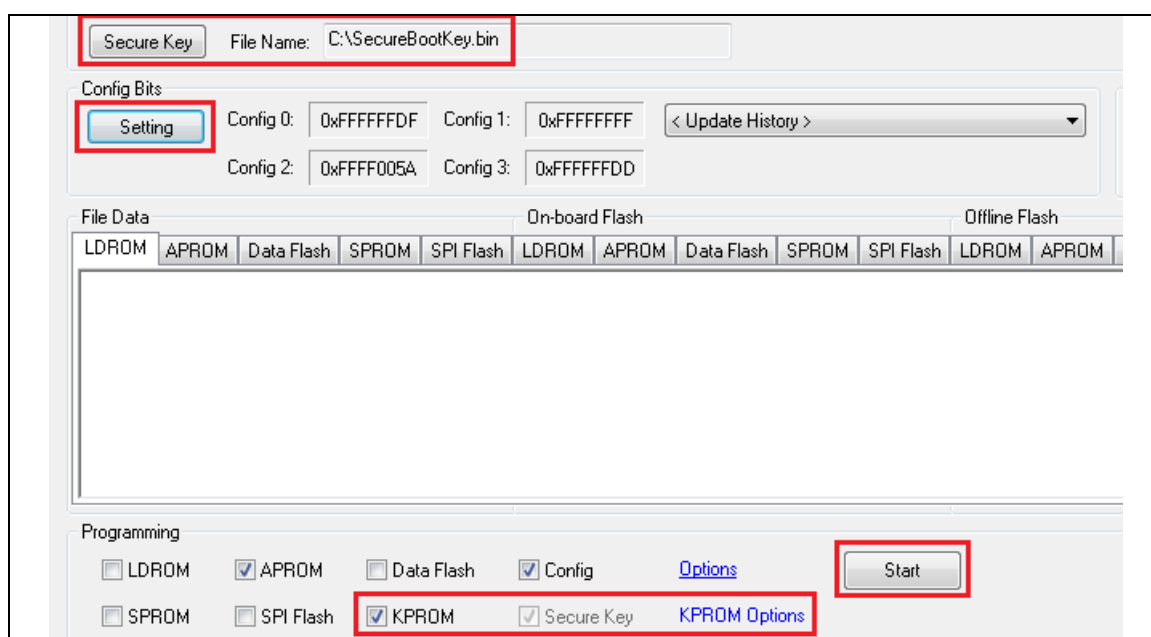 Secure Key File Name: C:\SecureBootKey.bin
Config Bits
Setting Config 0: 0xFFFFFFDF Config 1: 0xFFFFFFFF < Update History >
Config 2: 0xFFFF005A Config 3: 0xFFFFFFDD
File Data On-board Flash Offline Flash
LDROM APROM Data Flash SPROM SPI Flash LDROM APROM Data Flash SPROM SPI Flash LDROM APROM
Programming
LDROM APROM Data Flash Config Options Start
SPROM SPI Flash KPROM Secure Key KPROM Options